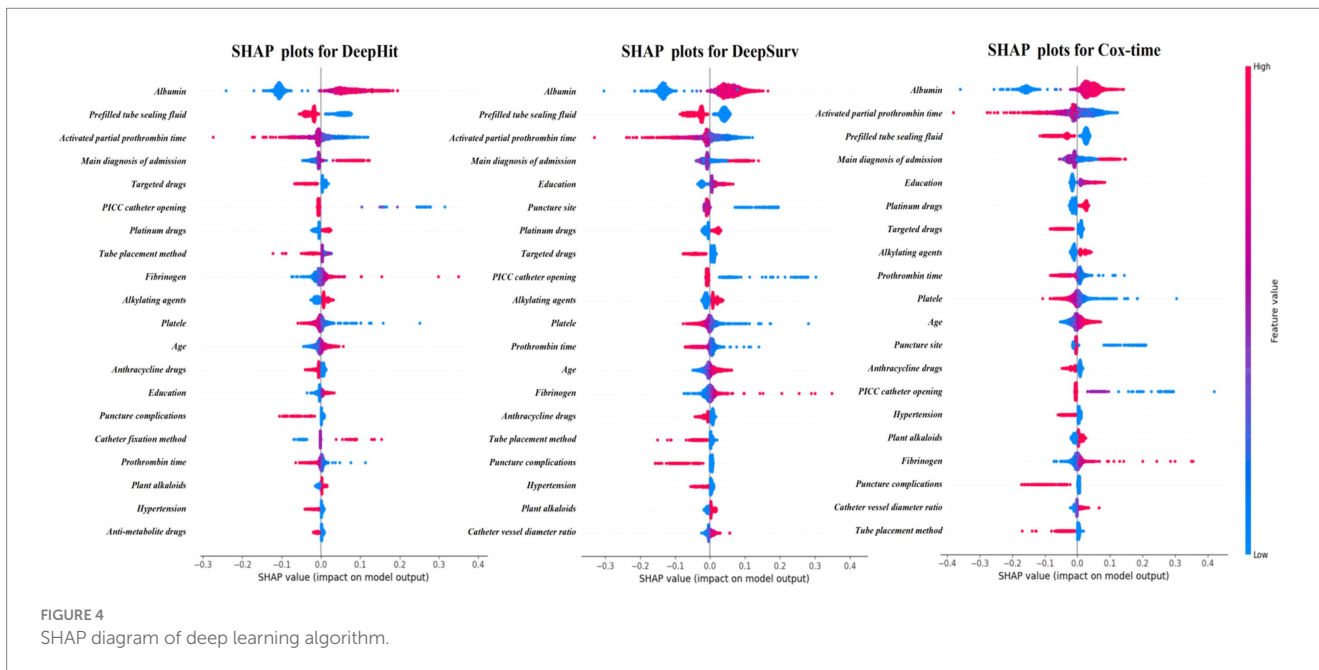 SHAP plots for DeepHit
Albumin
Prefilled tube sealing fluid
Activated partial prothrombin time
Main diagnosis of admission
Targeted drugs
PICC catheter opening
Platinum drugs
Tube placement method
Fibrinogen
Alkylating agents
Platele
Age
Anthracycline drugs
Education
Puncture complications
Catheter fixation method
Prothrombin time
Plant alkaloids
Hypertension
Anti-metabolite drugs
−0.3 −0.2 −0.1 0.0 0.1 0.2 0.3 0.4
SHAP value (impact on model output)
SHAP plots for DeepSurv
Albumin
Prefilled tube sealing fluid
Activated partial prothrombin time
Main diagnosis of admission
Education
Puncture site
Platinum drugs
Targeted drugs
PICC catheter opening
Alkylating agents
Platele
Prothrombin time
Age
Fibrinogen
Anthracycline drugs
Tube placement method
Puncture complications
Hypertension
Plant alkaloids
Catheter vessel diameter ratio
−0.3 −0.2 −0.1 0.0 0.1 0.2 0.3 0.4
SHAP value (impact on model output)
SHAP plots for Cox-time
Albumin
Activated partial prothrombin time
Prefilled tube sealing fluid
Main diagnosis of admission
Education
Platinum drugs
Targeted drugs
Alkylating agents
Prothrombin time
Platele
Age
Puncture site
Anthracycline drugs
PICC catheter opening
Hypertension
Plant alkaloids
Fibrinogen
Puncture complications
Catheter vessel diameter ratio
Tube placement method
−0.4 −0.3 −0.2 −0.1 0.0 0.1 0.2 0.3 0.4
SHAP value (impact on model output)
High
Feature value
Low
FIGURE 4
SHAP diagram of deep learning algorithm.